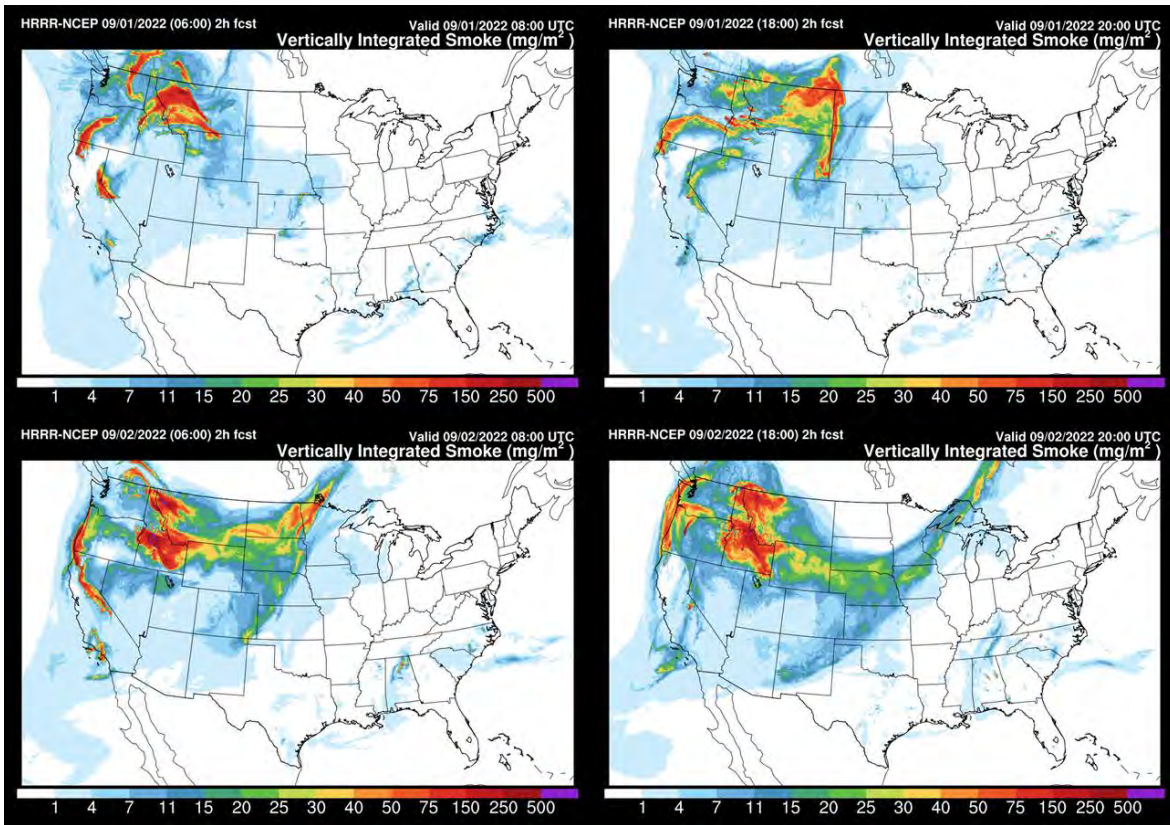 HRRR-NCEP 09/01/2022 (06:00) 2h fcst Valid 09/01/2022 08:00 UTC
Vertically Integrated Smoke (mg/m²)
1 4 7 11 15 20 25 30 40 50 75 150 250 500
HRRR-NCEP 09/01/2022 (18:00) 2h fcst Valid 09/01/2022 20:00 UTC
Vertically Integrated Smoke (mg/m²)
1 4 7 11 15 20 25 30 40 50 75 150 250 500
HRRR-NCEP 09/02/2022 (06:00) 2h fcst Valid 09/02/2022 08:00 UTC
Vertically Integrated Smoke (mg/m²)
1 4 7 11 15 20 25 30 40 50 75 150 250 500
HRRR-NCEP 09/02/2022 (18:00) 2h fcst Valid 09/02/2022 20:00 UTC
Vertically Integrated Smoke (mg/m²)
1 4 7 11 15 20 25 30 40 50 75 150 250 500